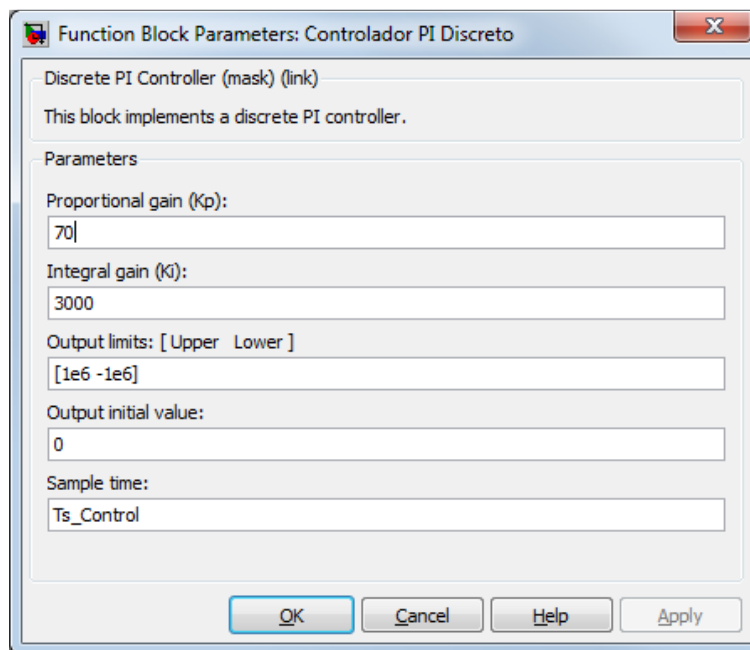 Function Block Parameters: Controlador PI Discreto
Discrete PI Controller (mask) (link)
This block implements a discrete PI controller.
Parameters
Proportional gain (Kp):
70
Integral gain (Ki):
3000
Output limits: [ Upper Lower ]
[1e6 -1e6]
Output initial value:
0
Sample time:
Ts_Control
OK Cancel Help Apply